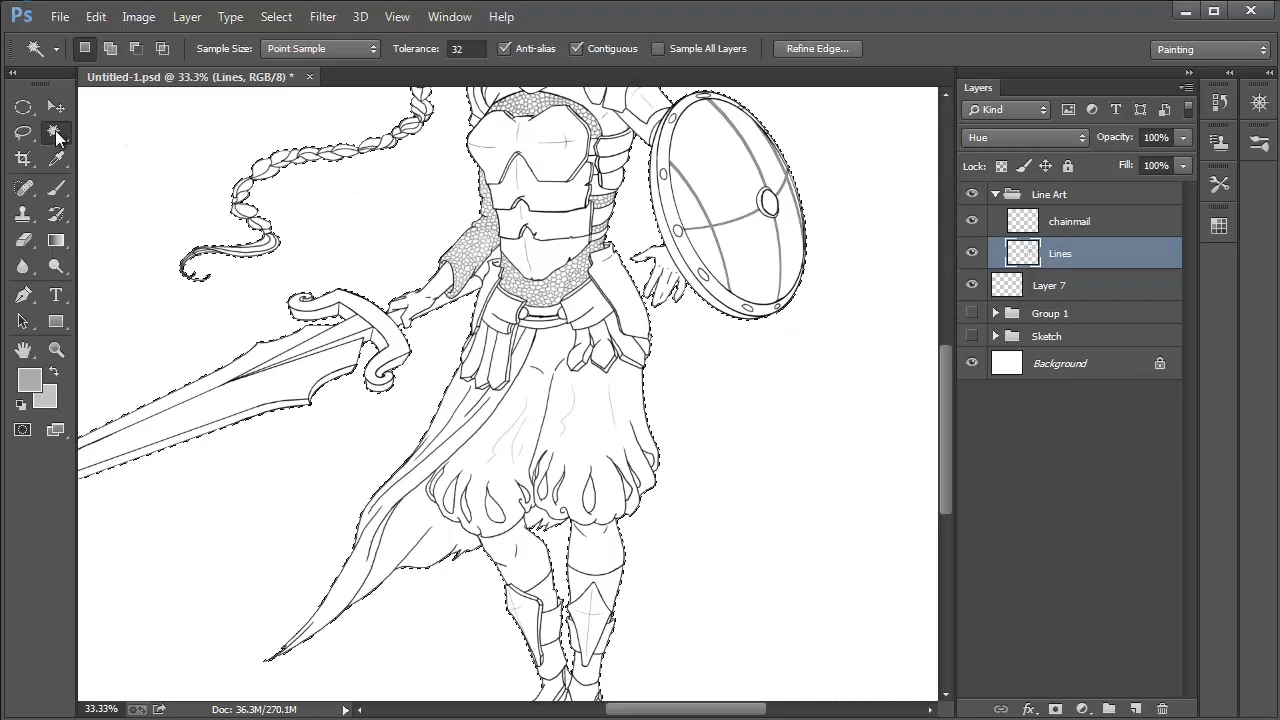 Ps File Edit Image Layer Type Select Filter 3D View Window Help
Sample Size: Point Sample Tolerance: 32 Anti-alias Contiguous Sample All Layers Refine Edge... Painting
Untitled-1.psd @ 33.3% (Lines, RGB/8) *
Layers
Kind
Hue Opacity: 100%
Lock: Fill: 100%
Line Art
chainmail
Lines
Layer 7
Group 1
Sketch
Background
33.33% Doc: 36.3M/270.1M